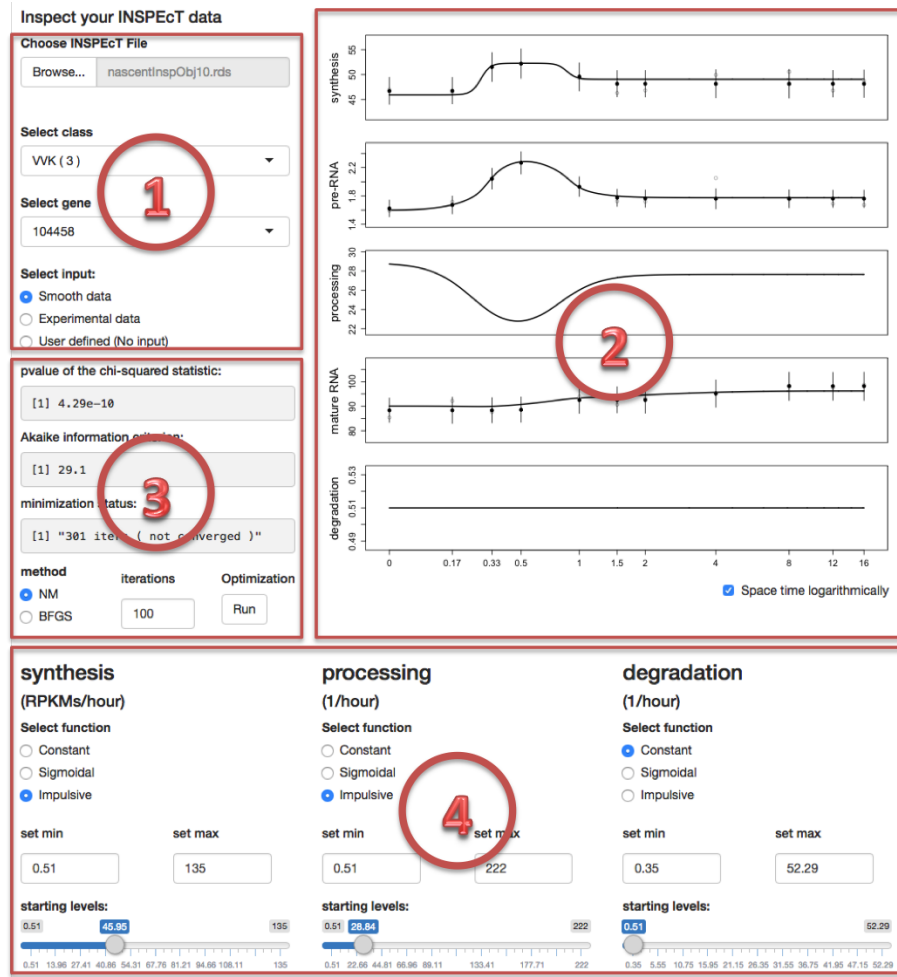 Inspect your INSPEcT data
Choose INSPEcT File
Browse... nascentInspObj10.rds
Select class
VVK ( 3 )
Select gene
104458
Select input:
Smooth data
Experimental data
User defined (No input)
1
synthesis
45 50 55
pre-RNA
1.4 1.8 2.2
processing
22 24 26 28 30
mature RNA
80 90 100
degradation
0.49 0.51 0.53
0 0.17 0.33 0.5 1 1.5 2 4 8 12 16
Space time logarithmically
2
pvalue of the chi-squared statistic:
[1] 4.29e-10
Akaike information criterion:
[1] 29.1
minimization status:
[1] "301 iters ( not converged )"
method iterations Optimization
NM
BFGS
100 Run
3
synthesis processing degradation
(RPKMs/hour) (1/hour) (1/hour)
Select function Select function Select function
Constant Constant Constant
Sigmoidal Sigmoidal Sigmoidal
Impulsive Impulsive Impulsive
4
set min set max set min set max set min set max
0.51 135 0.51 222 0.35 52.29
starting levels: starting levels: starting levels:
0.51 45.95 135 0.51 28.84 222 0.51 52.29
0.51 13.96 27.41 40.86 54.31 67.76 81.21 94.66 108.11 135 0.51 22.66 44.81 66.96 89.11 133.41 177.71 222 0.35 5.55 10.75 15.95 21.15 26.35 31.55 36.75 41.95 47.15 52.29